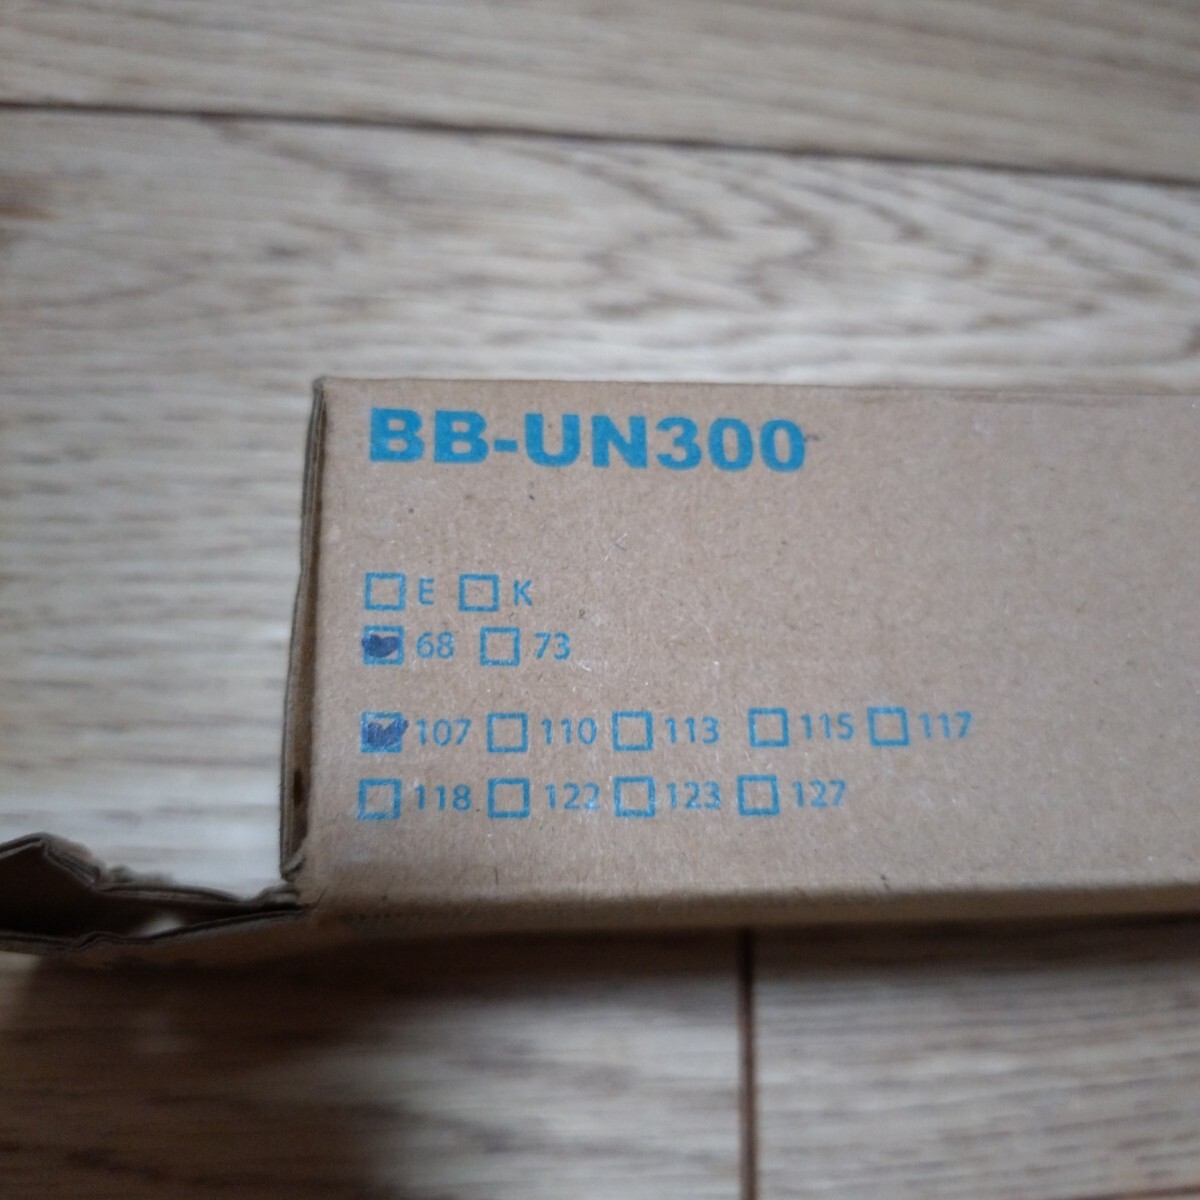 BB-UN300
□E □K
☑68 □73
☑107 □110 □113 □115 □117
□118 □122 □123 □127